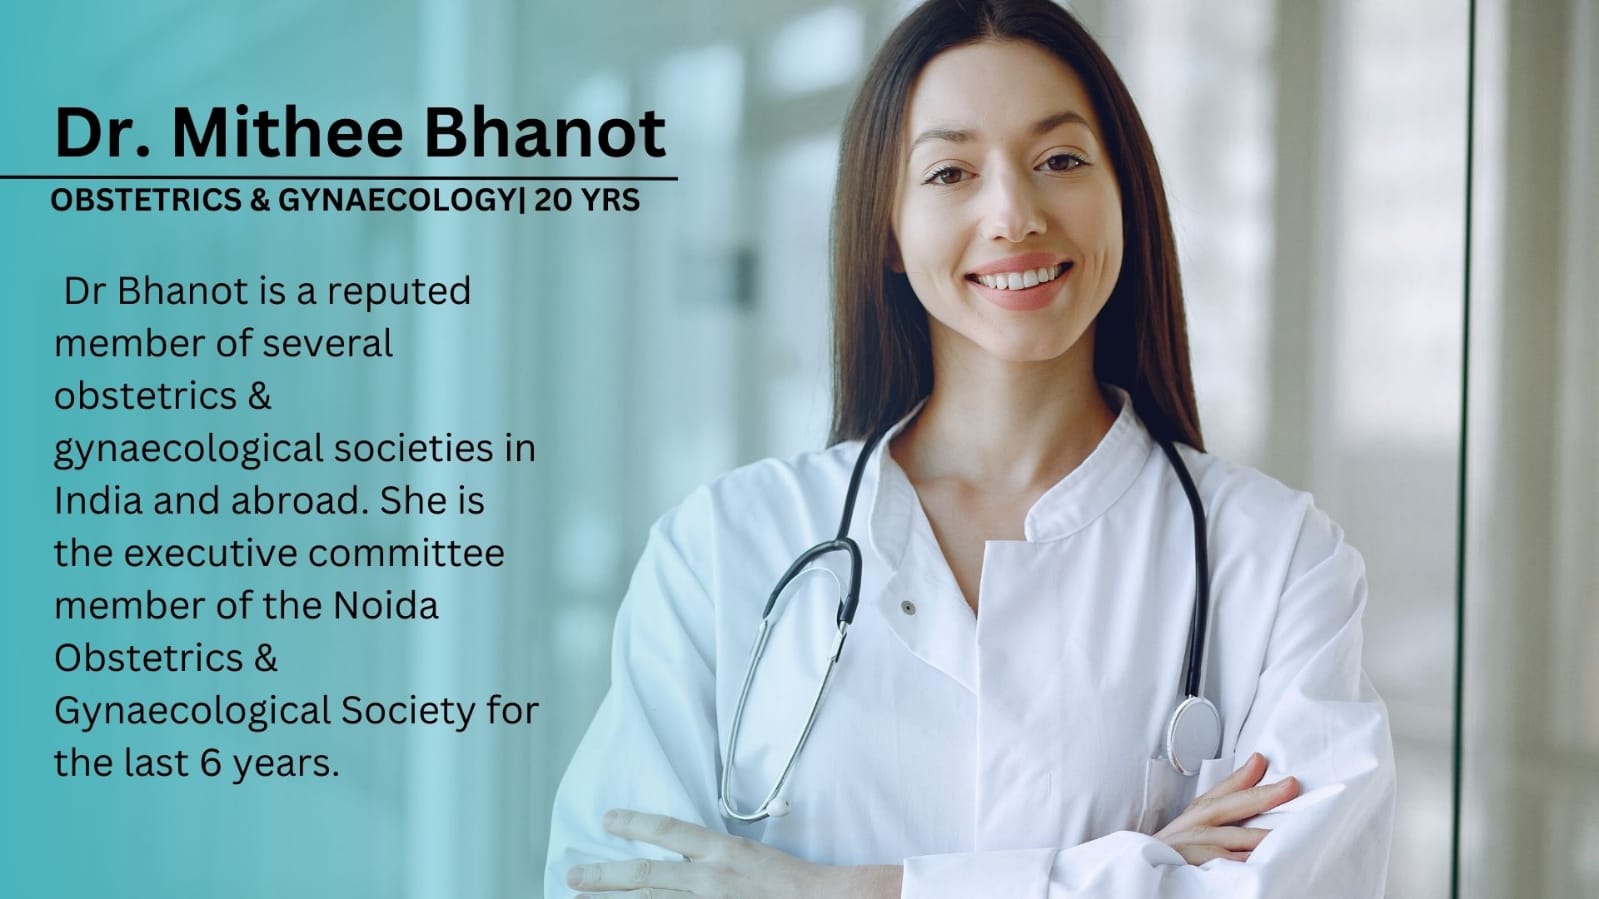 Dr. Mithee Bhanot
OBSTETRICS & GYNAECOLOGY| 20 YRS
Dr Bhanot is a reputed
member of several
obstetrics &
gynaecological societies in
India and abroad. She is
the executive committee
member of the Noida
Obstetrics &
Gynaecological Society for
the last 6 years.